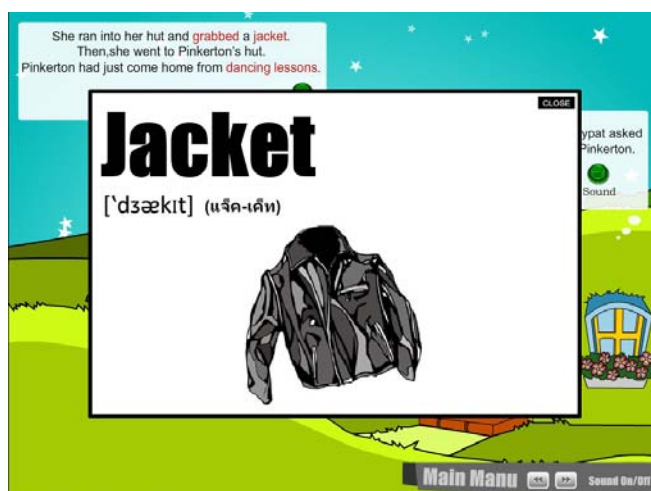 She ran into her hut and grabbed a jacket.
Then,she went to Pinkerton's hut.
Pinkerton had just come home from dancing lessons.
CLOSE
Jacket
[ˋdʒækɪt] (แจ็ค-เค็ท)
ypat asked
Pinkerton.
Sound
Main Manu
Sound On/Off